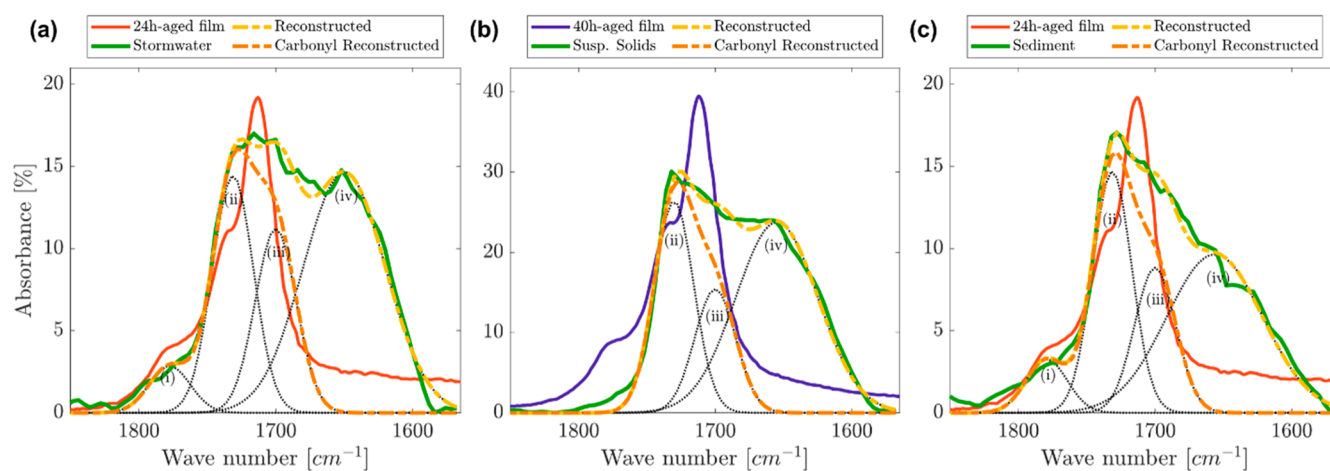 (a)
24h-aged film
Reconstructed
Stormwater
Carbonyl Reconstructed
Absorbance [%]
20
15
10
5
0
(i)
(ii)
(iii)
(iv)
1800
1700
1600
Wave number [cm⁻¹]
(b)
40h-aged film
Reconstructed
Susp. Solids
Carbonyl Reconstructed
40
30
20
10
0
(ii)
(iii)
(iv)
1800
1700
1600
Wave number [cm⁻¹]
(c)
24h-aged film
Reconstructed
Sediment
Carbonyl Reconstructed
20
15
10
5
0
(i)
(ii)
(iii)
(iv)
1800
1700
1600
Wave number [cm⁻¹]